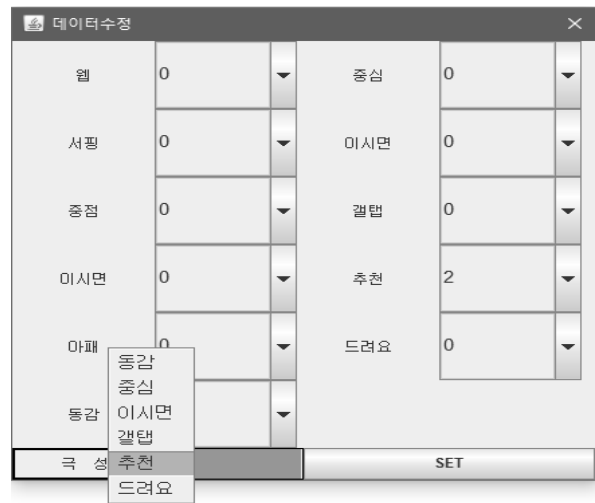 데이터수정
웹 0 중심 0
서핑 0 이시면 0
중점 0 갤탭 0
이시면 0 추천 2
아패 0 드려요 0
동감
극 성
SET
동감
중심
이시면
갤탭
추천
드려요